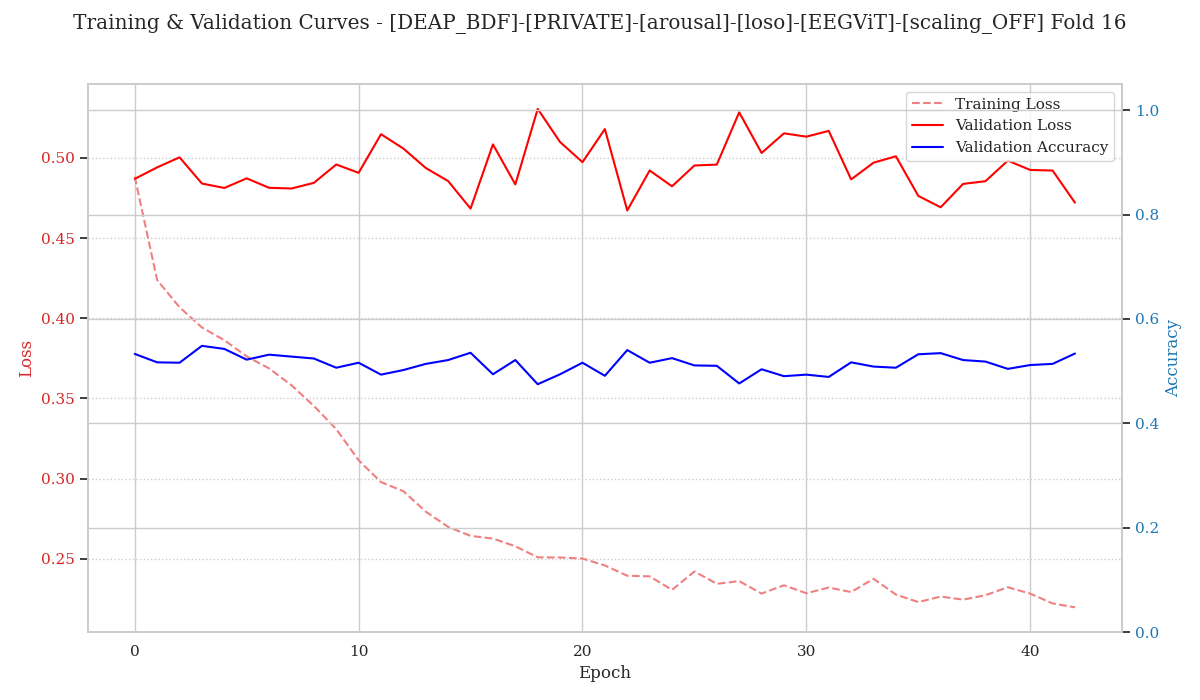 Training & Validation Curves - [DEAP_BDF]-[PRIVATE]-[arousal]-[loso]-[EEGViT]-[scaling_OFF] Fold 16
Training Loss
Validation Loss
Validation Accuracy
Loss
0.50
0.45
0.40
0.35
0.30
0.25
1.0
0.8
0.6
0.4
0.2
0.0
Accuracy
0
10
20
30
40
Epoch